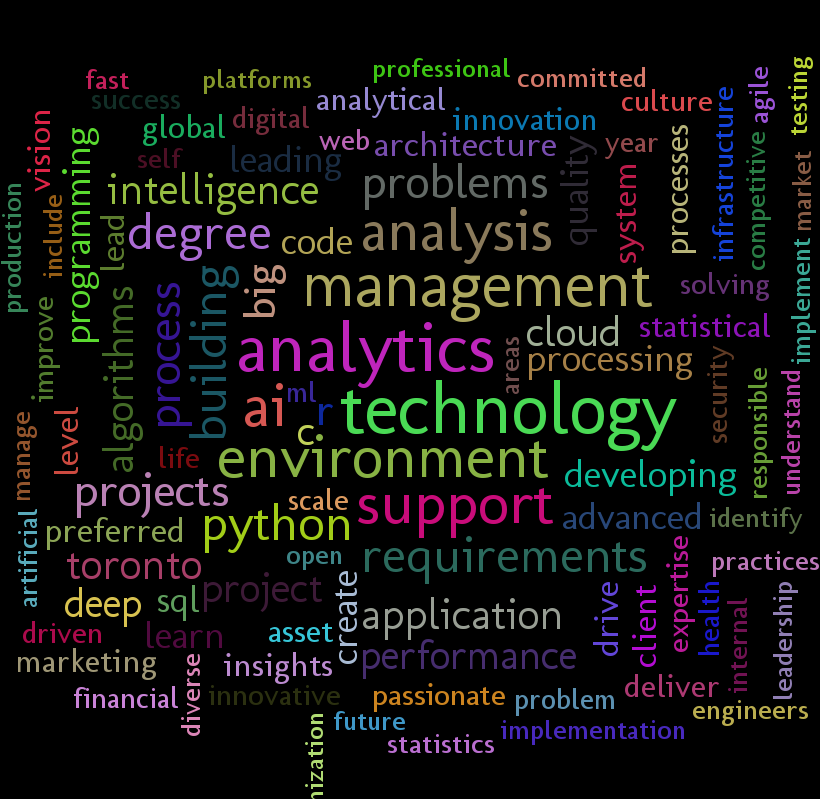 professional
fast
platforms
committed
success
analytical
culture
agile
testing
digital
innovation
global
vision
web
architecture
year
self
leading
programming
quality
processes
infrastructure
competitive
market
intelligence
problems
system
production
include
lead
degree
code
analysis
management
solving
implement
improve
algorithms
process
building
big
analytics
cloud
statistical
areas
processing
security
ai
ml
r
technology
responsible
understand
manage
level
c
life
environment
developing
projects
scale
support
artificial
preferred
python
advanced
identify
toronto
open
requirements
expertise
practices
deep
sql
project
create
application
drive
client
health
internal
leadership
driven
learn
asset
marketing
insights
performance
diverse
financial
innovative
passionate
problem
deliver
engineers
nization
future
implementation
statistics